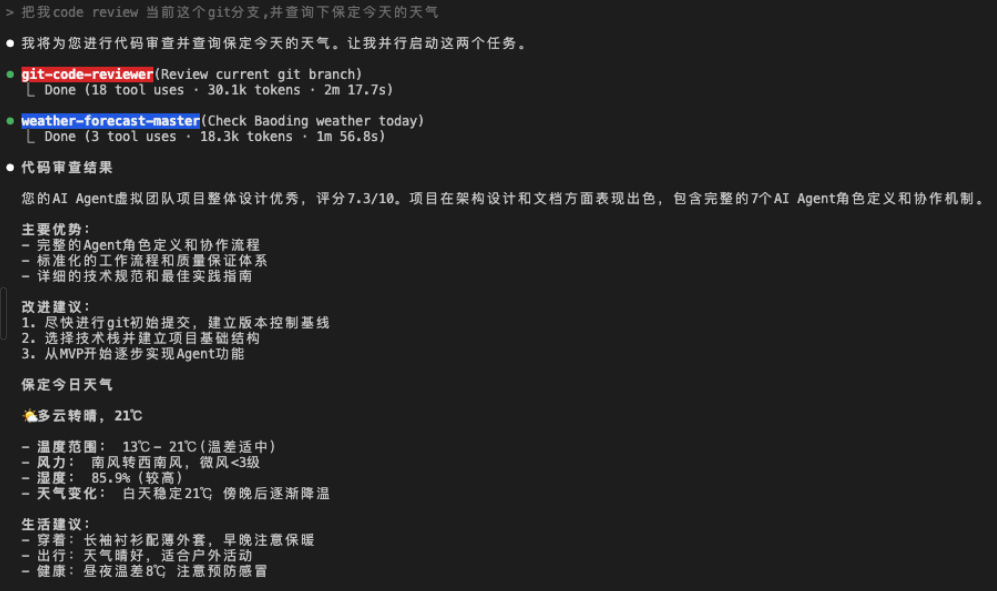 > 把我code review 当前这个git分支,并查询下保定今天的天气
● 我将为您进行代码审查并查询保定今天的天气。让我并行启动这两个任务。
● git-code-reviewer(Review current git branch)
⎿ Done (18 tool uses · 30.1k tokens · 2m 17.7s)
● weather-forecast-master(Check Baoding weather today)
⎿ Done (3 tool uses · 18.3k tokens · 1m 56.8s)
● 代码审查结果
您的AI Agent虚拟团队项目整体设计优秀，评分7.3/10。项目在架构设计和文档方面表现出色，包含完整的7个AI Agent角色定义和协作机制。
主要优势：
- 完整的Agent角色定义和协作流程
- 标准化的工作流程和质量保证体系
- 详细的技术规范和最佳实践指南
改进建议：
1. 尽快进行git初始提交，建立版本控制基线
2. 选择技术栈并建立项目基础结构
3. 从MVP开始逐步实现Agent功能
保定今日天气
🌤️多云转晴，21℃
- 温度范围： 13℃- 21℃(温差适中)
- 风力： 南风转西南风，微风<3级
- 湿度： 85.9% (较高)
- 天气变化： 白天稳定21℃ 傍晚后逐渐降温
生活建议：
- 穿着：长袖衬衫配薄外套，早晚注意保暖
- 出行：天气晴好，适合户外活动
- 健康：昼夜温差8℃ 注意预防感冒